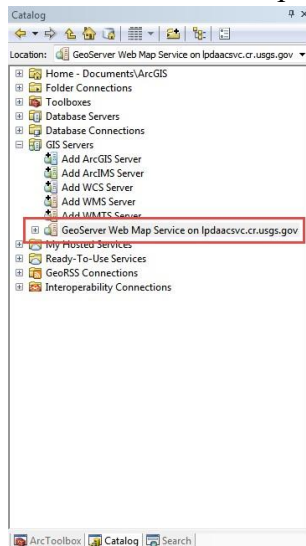 Catalog
Location: GeoServer Web Map Service on lpdaacsvc.cr.usgs.gov
Home - Documents\ArcGIS
Folder Connections
Toolboxes
Database Servers
Database Connections
GIS Servers
Add ArcGIS Server
Add ArcIMS Server
Add WCS Server
Add WMS Server
Add WMTS Server
GeoServer Web Map Service on lpdaacsvc.cr.usgs.gov
My Hosted Services
Ready-To-Use Services
GeoRSS Connections
Interoperability Connections
ArcToolbox Catalog Search